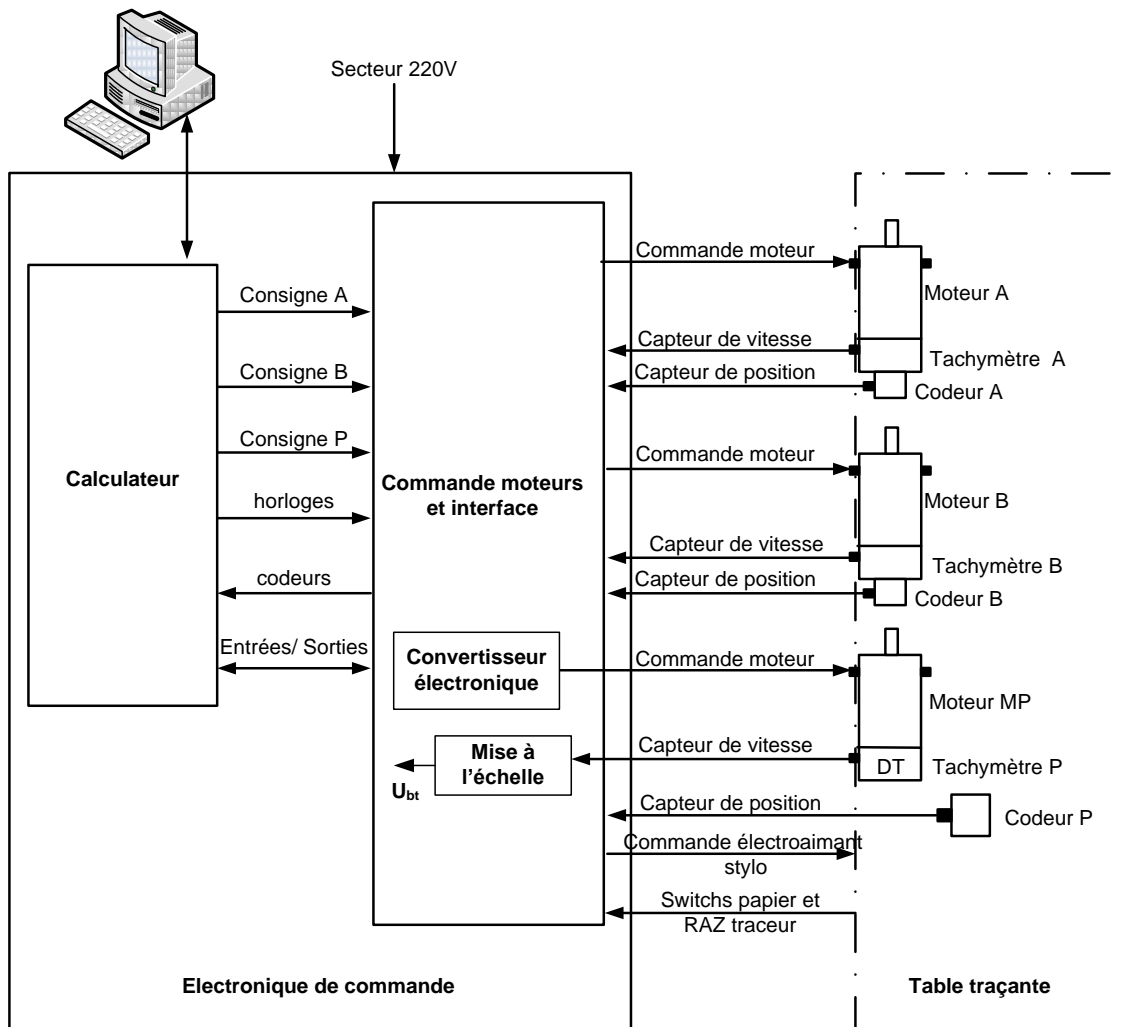 Secteur 220V
Calculateur
Consigne A
Consigne B
Consigne P
horloges
codeurs
Entrées/ Sorties
Commande moteurs
et interface
Convertisseur
électronique
Mise à
l'échelle
Ubt
Commande moteur
Capteur de vitesse
Capteur de position
Moteur A
Tachymètre A
Codeur A
Commande moteur
Capteur de vitesse
Capteur de position
Moteur B
Tachymètre B
Codeur B
Commande moteur
Capteur de vitesse
Moteur MP
DT
Tachymètre P
Capteur de position
Codeur P
Commande électroaimant
stylo
Switchs papier et
RAZ traceur
Electronique de commande
Table traçante